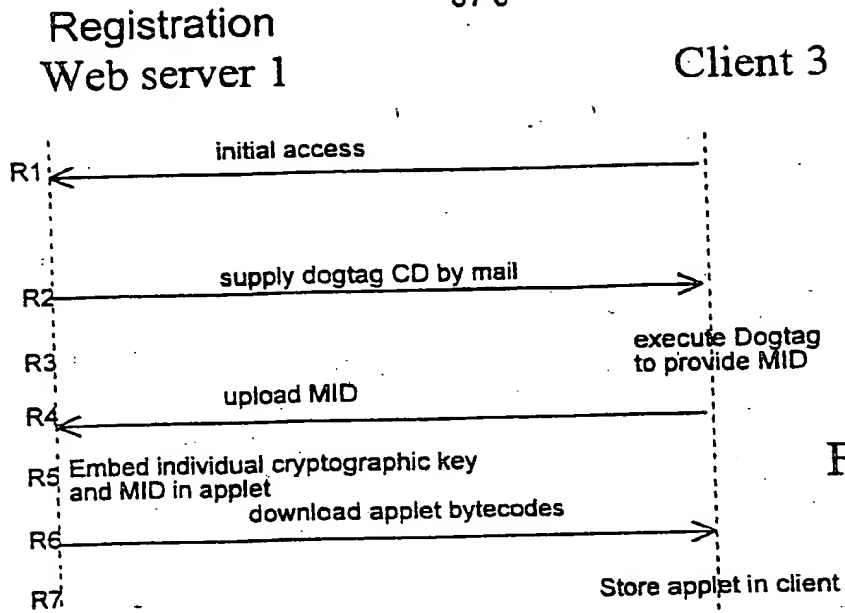 Registration
Web server 1
Client 3
R1
initial access
R2
supply dogtag CD by mail
R3
execute Dogtag
to provide MID
R4
upload MID
R5
Embed individual cryptographic key
and MID in applet
R6
download applet bytecodes
R7
Store applet in client